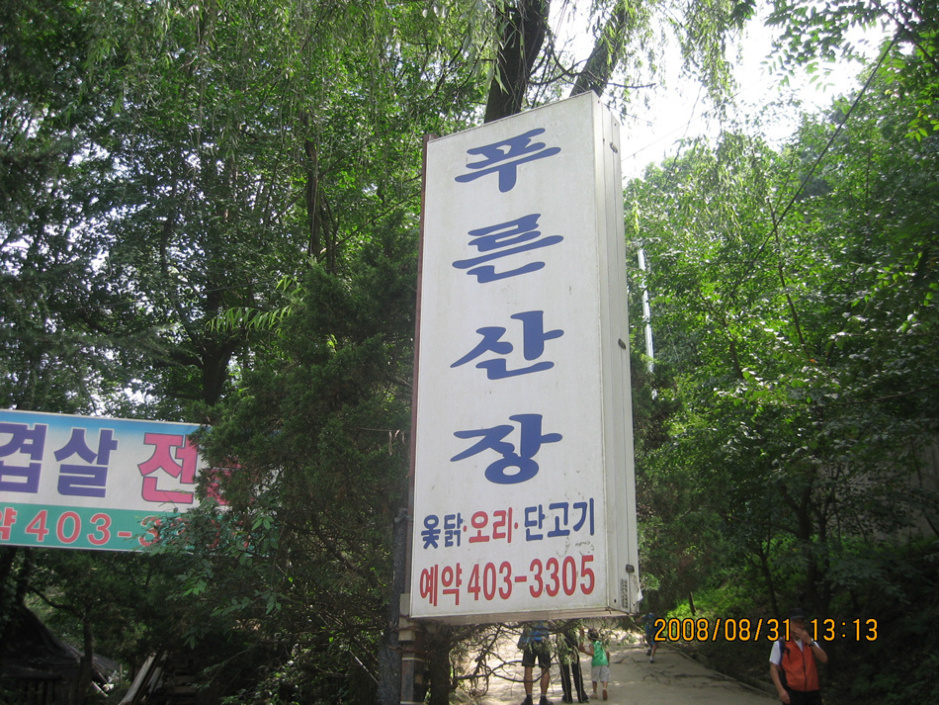 푸른산장
옻닭·오리·단고기
예약 403-3305
겹살
약 403-3
2008/08/31 13:13